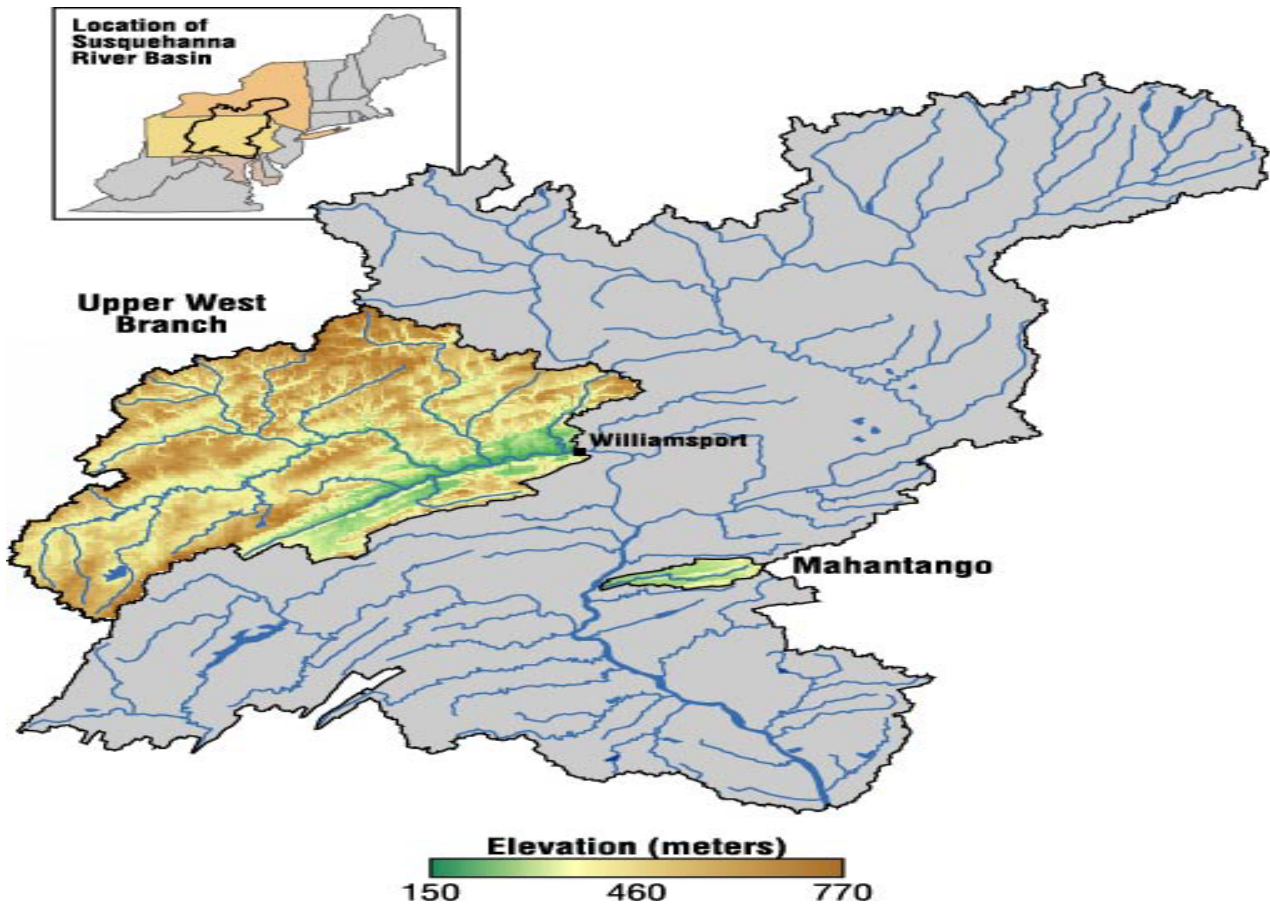 Location of
Susquehanna
River Basin
Upper West
Branch
Williamsport
Mahantango
Elevation (meters)
150 460 770